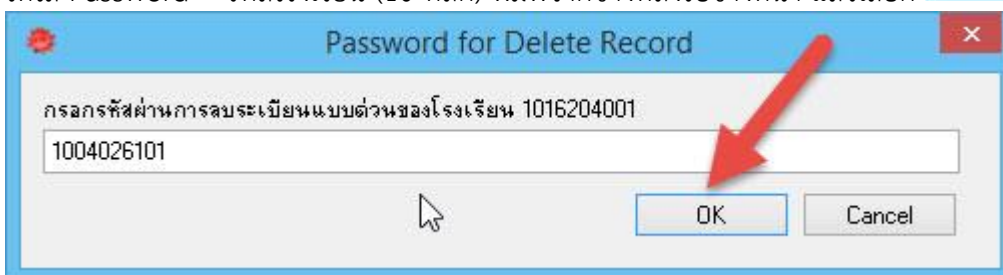 Password for Delete Record
กรอกรหัสผ่านการลบระเบียนแบบด่วนของโรงเรียน 1016204001
1004026101
OK
Cancel